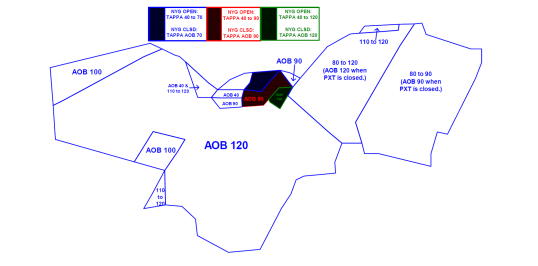 NYG OPEN:
TAPPA 40 to 70
NYG CLSD:
TAPPA AOB 70
NYG OPEN:
TAPPA 40 to 90
NYG CLSD:
TAPPA AOB 90
NYG OPEN:
TAPPA 40 to 120
NYG CLSD:
TAPPA AOB 120
110 to 120
AOB 100
AOB 90
80 to 120
(AOB 120 when
PXT is closed.)
80 to 90
(AOB 90 when
PXT is closed.)
AOB 40 &
110 to 120
AOB 40
AOB 90
AOB 90
AOB 120
AOB 100
110
to
120